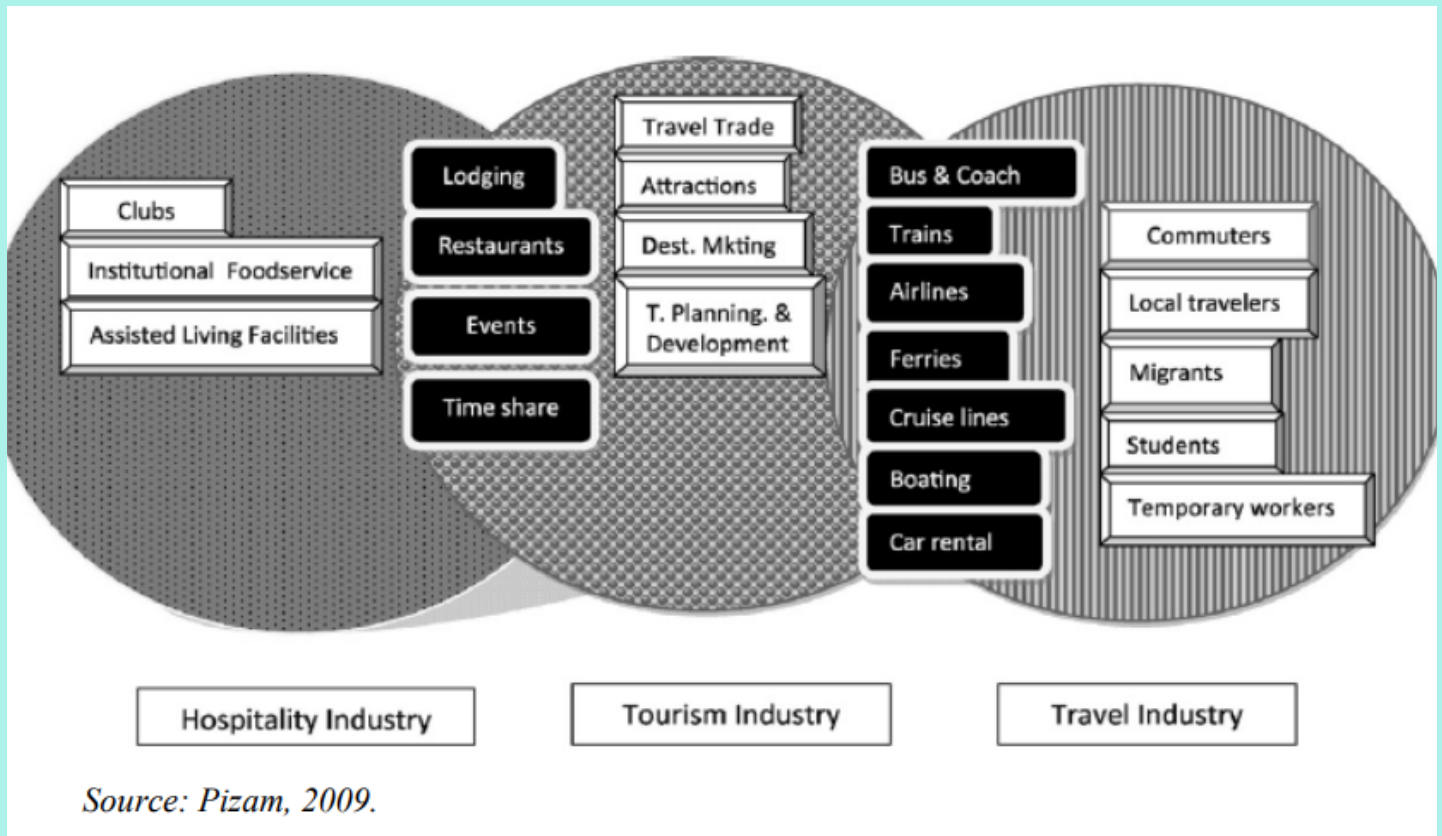 Clubs
Institutional Foodservice
Assisted Living Facilities
Lodging
Restaurants
Events
Time share
Travel Trade
Attractions
Dest. Mkting
T. Planning. &
Development
Bus & Coach
Trains
Airlines
Ferries
Cruise lines
Boating
Car rental
Commuters
Local travelers
Migrants
Students
Temporary workers
Hospitality Industry
Tourism Industry
Travel Industry
Source: Pizam, 2009.